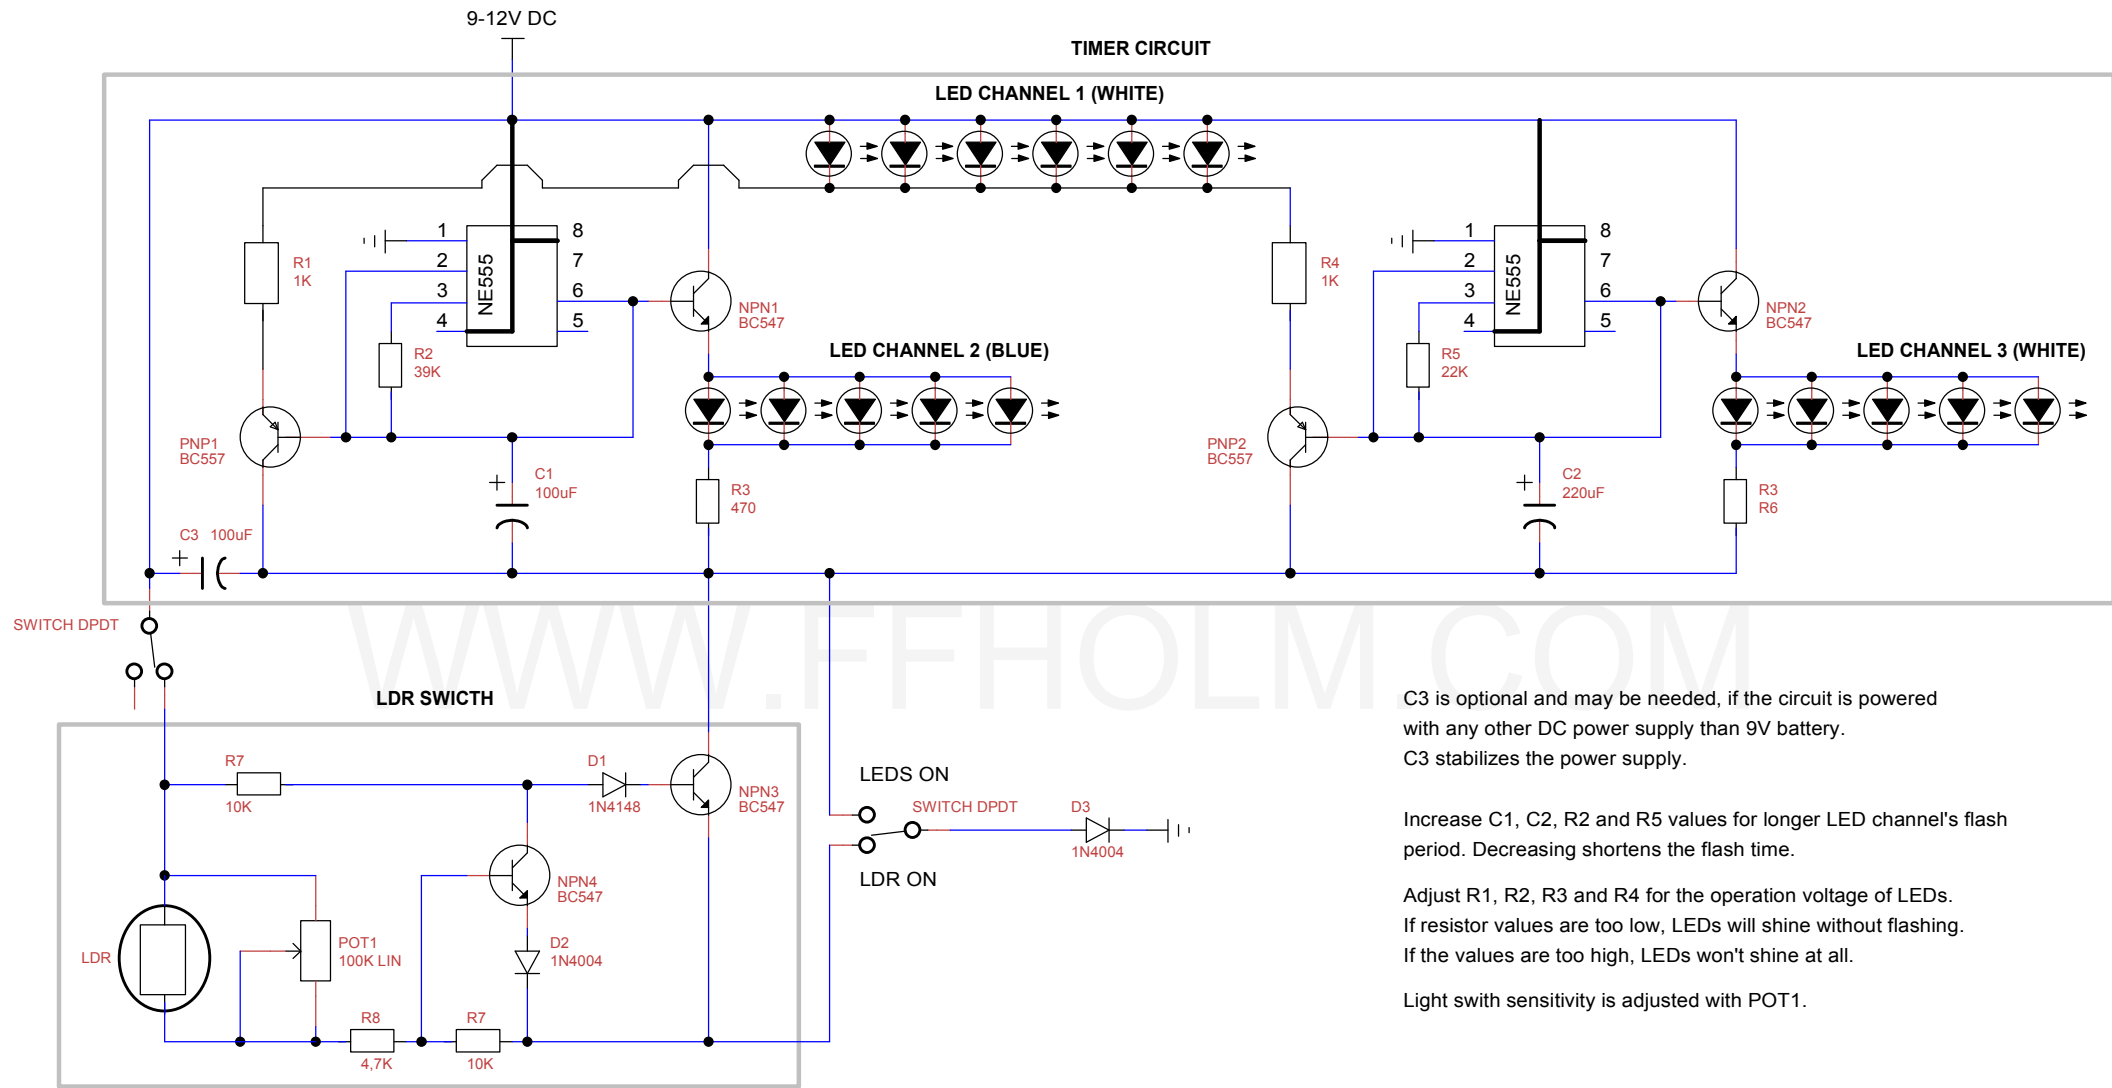 9-12V DC
TIMER CIRCUIT
LED CHANNEL 1 (WHITE)
1
2
3
4
NE555
8
7
6
5
R1
1K
R2
39K
NPN1
BC547
LED CHANNEL 2 (BLUE)
PNP1
BC557
C1
100uF
R3
470
C3 100uF
R4
1K
1
2
3
4
NE555
8
7
6
5
R5
22K
NPN2
BC547
LED CHANNEL 3 (WHITE)
PNP2
BC557
C2
220uF
R3
R6
WWW.FFHOLM.COM
SWITCH DPDT
LDR SWICTH
R7
10K
D1
1N4148
NPN3
BC547
NPN4
BC547
D2
1N4004
LDR
POT1
100K LIN
R8
4,7K
R7
10K
LEDS ON
SWITCH DPDT
LDR ON
D3
1N4004
C3 is optional and may be needed, if the circuit is powered
with any other DC power supply than 9V battery.
C3 stabilizes the power supply.
Increase C1, C2, R2 and R5 values for longer LED channel's flash
period. Decreasing shortens the flash time.
Adjust R1, R2, R3 and R4 for the operation voltage of LEDs.
If resistor values are too low, LEDs will shine without flashing.
If the values are too high, LEDs won't shine at all.
Light swith sensitivity is adjusted with POT1.